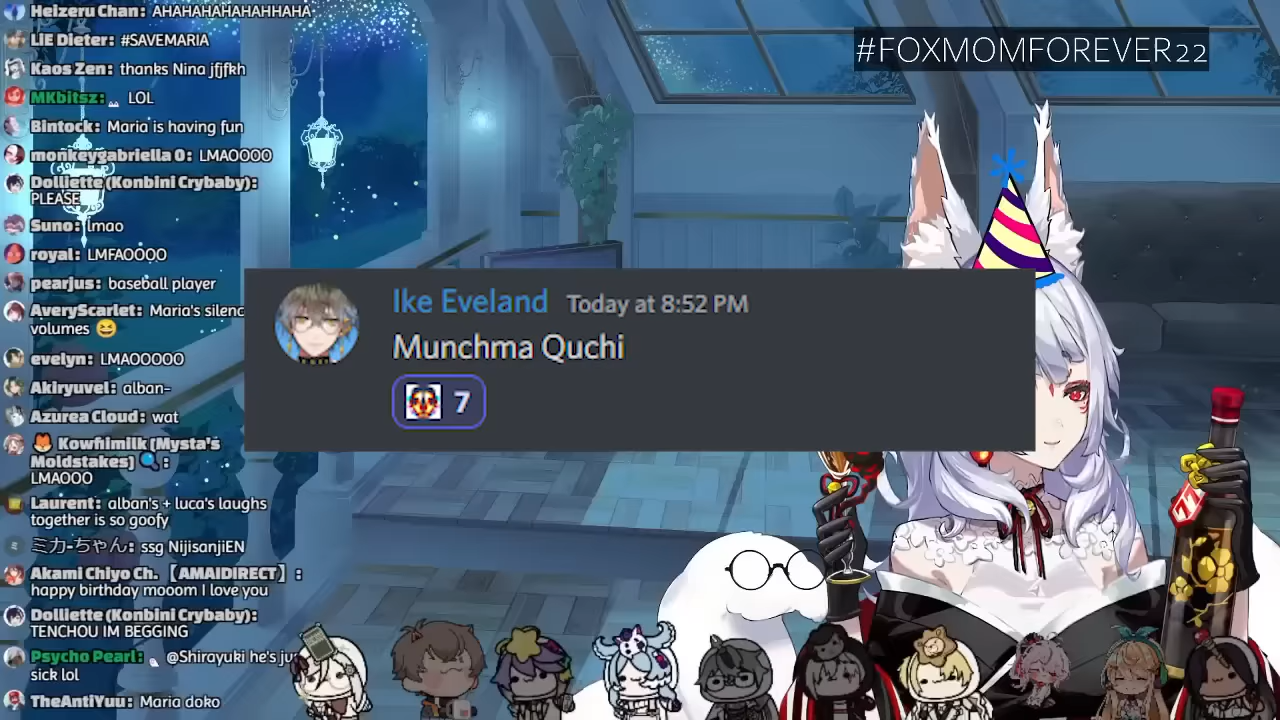 Heizeru Chan: AHAHAHAHAHAHHAHA
LiE Dieter: #SAVEMARIA
Kaos Zen: thanks Nina jfjfkh
MKbitsz: LOL
Bintock: Maria is having fun
monkeygabriella 0: LMAOOOO
Dolliette (Konbini Crybaby):
PLEASE
Suno: lmao
royal: LMFAOOOO
pearjus: baseball player
AveryScarlet: Maria's silenc
volumes 😆
evelyn: LMAOOOOO
Akiryuvel: alban-
Azurea Cloud: wat
🦊 Kowhimilk [Mysta's
Moldstakes] 🔍 :
LMAOOO
Laurent: alban's + luca's laughs
together is so goofy
ミカ-ちゃん: ssg NijisanjiEN
Akami Chiyo Ch.【AMAIDIRECT】:
happy birthday mooom I love you
Dolliette (Konbini Crybaby):
TENCHOU IM BEGGING
Psycho Pearl: @Shirayuki he's ju
sick lol
TheAntiYuu: Maria doko
#FOXMOMFOREVER22
Ike Eveland Today at 8:52 PM
Munchma Quchi
7